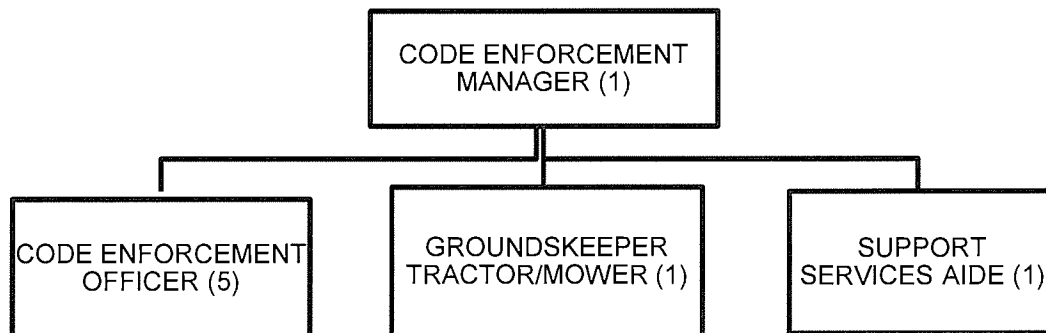 CODE ENFORCEMENT
MANAGER (1)
CODE ENFORCEMENT
OFFICER (5)
GROUNDSKEEPER
TRACTOR/MOWER (1)
SUPPORT
SERVICES AIDE (1)